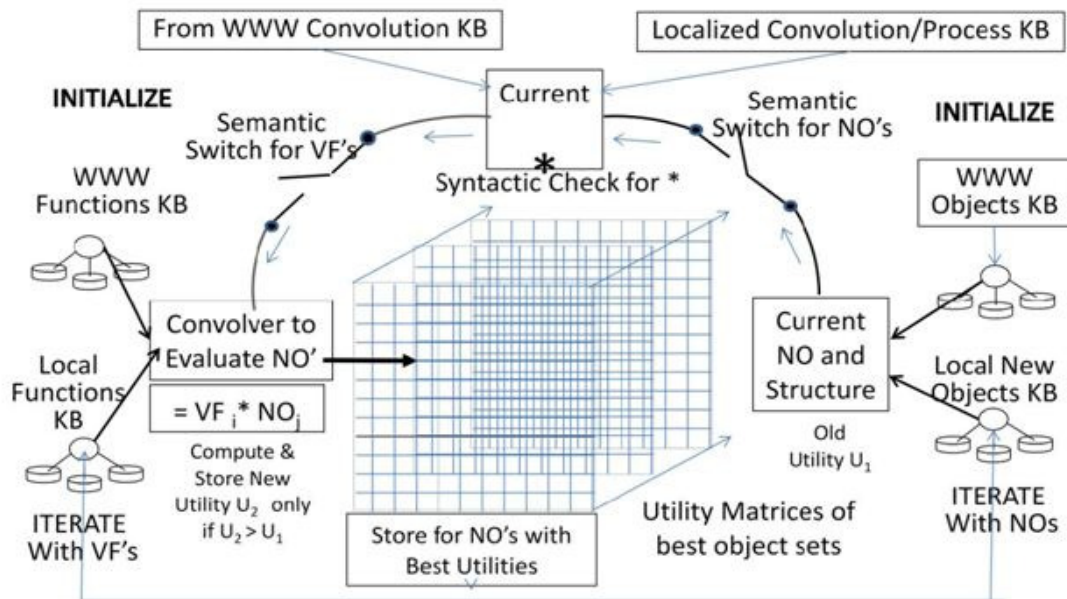 From WWW Convolution KB
Localized Convolution/Process KB
INITIALIZE
Current
*
INITIALIZE
Semantic
Switch for VF's
Semantic
Switch for NO's
Syntactic Check for *
WWW
Functions KB
WWW
Objects KB
Convolver to
Evaluate NO'
= VF i * NO j
Compute &
Store New
Utility U2 only
if U2 > U1
Local
Functions
KB
ITERATE
With VF's
Store for NO's with
Best Utilities
Utility Matrices of
best object sets
Current
NO and
Structure
Old
Utility U1
Local New
Objects KB
ITERATE
With NOs